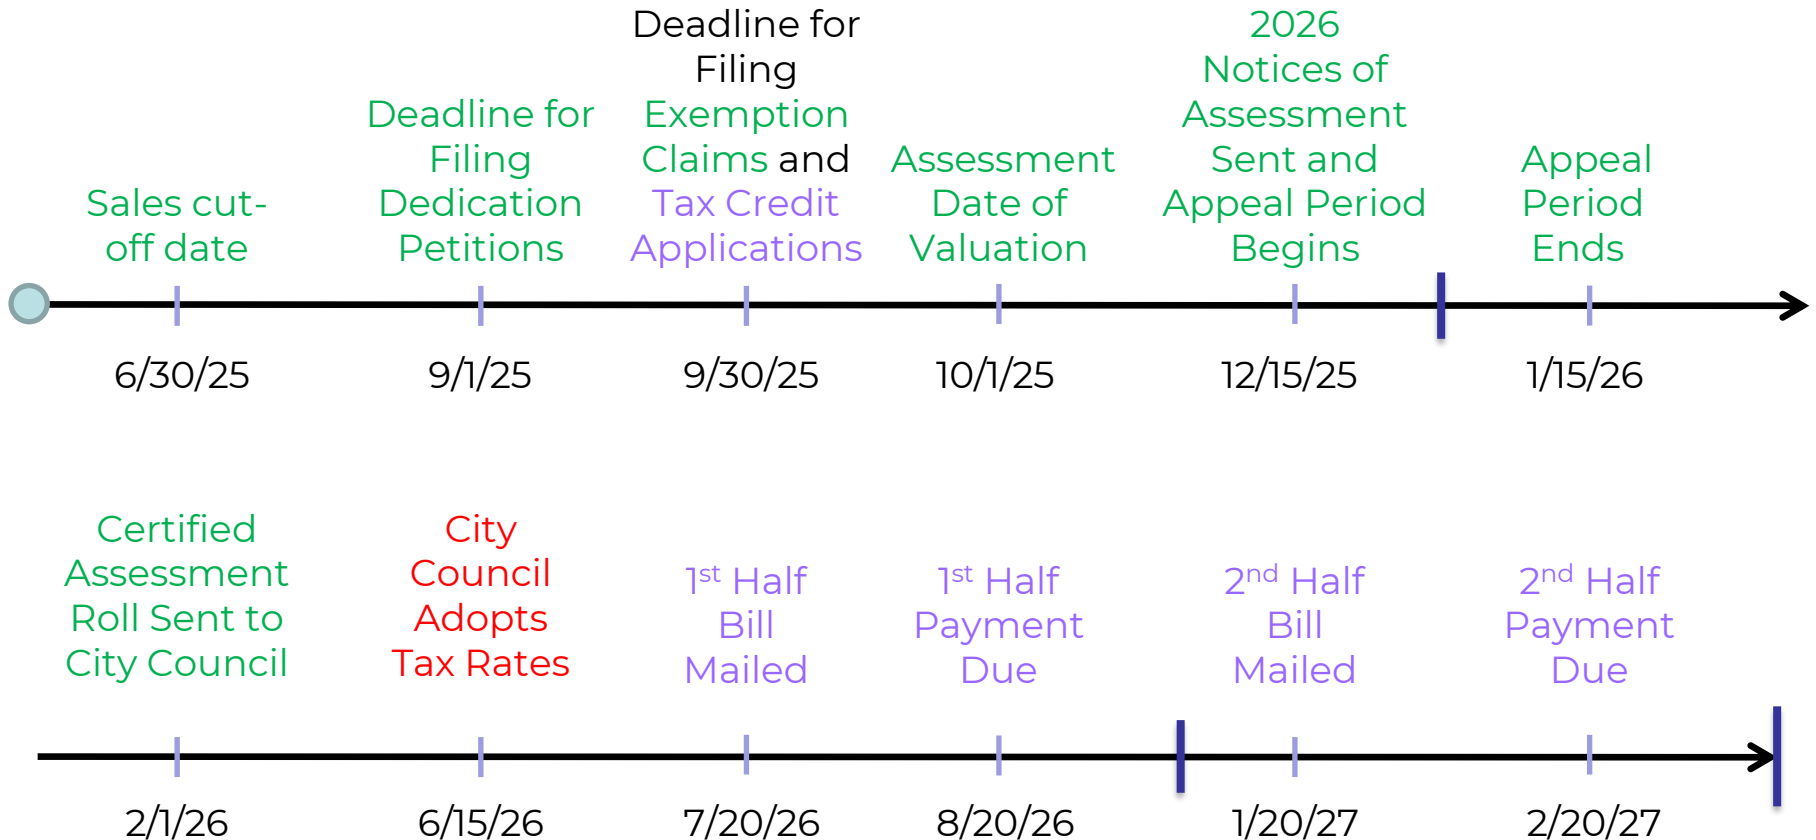 Sales cut-
off date
6/30/25
Deadline for
Filing
Dedication
Petitions
9/1/25
Deadline for
Filing
Exemption
Claims and
Tax Credit
Applications
9/30/25
Assessment
Date of
Valuation
10/1/25
2026
Notices of
Assessment
Sent and
Appeal Period
Begins
12/15/25
Appeal
Period
Ends
1/15/26
Certified
Assessment
Roll Sent to
City Council
2/1/26
City
Council
Adopts
Tax Rates
6/15/26
1st Half
Bill
Mailed
7/20/26
1st Half
Payment
Due
8/20/26
2nd Half
Bill
Mailed
1/20/27
2nd Half
Payment
Due
2/20/27